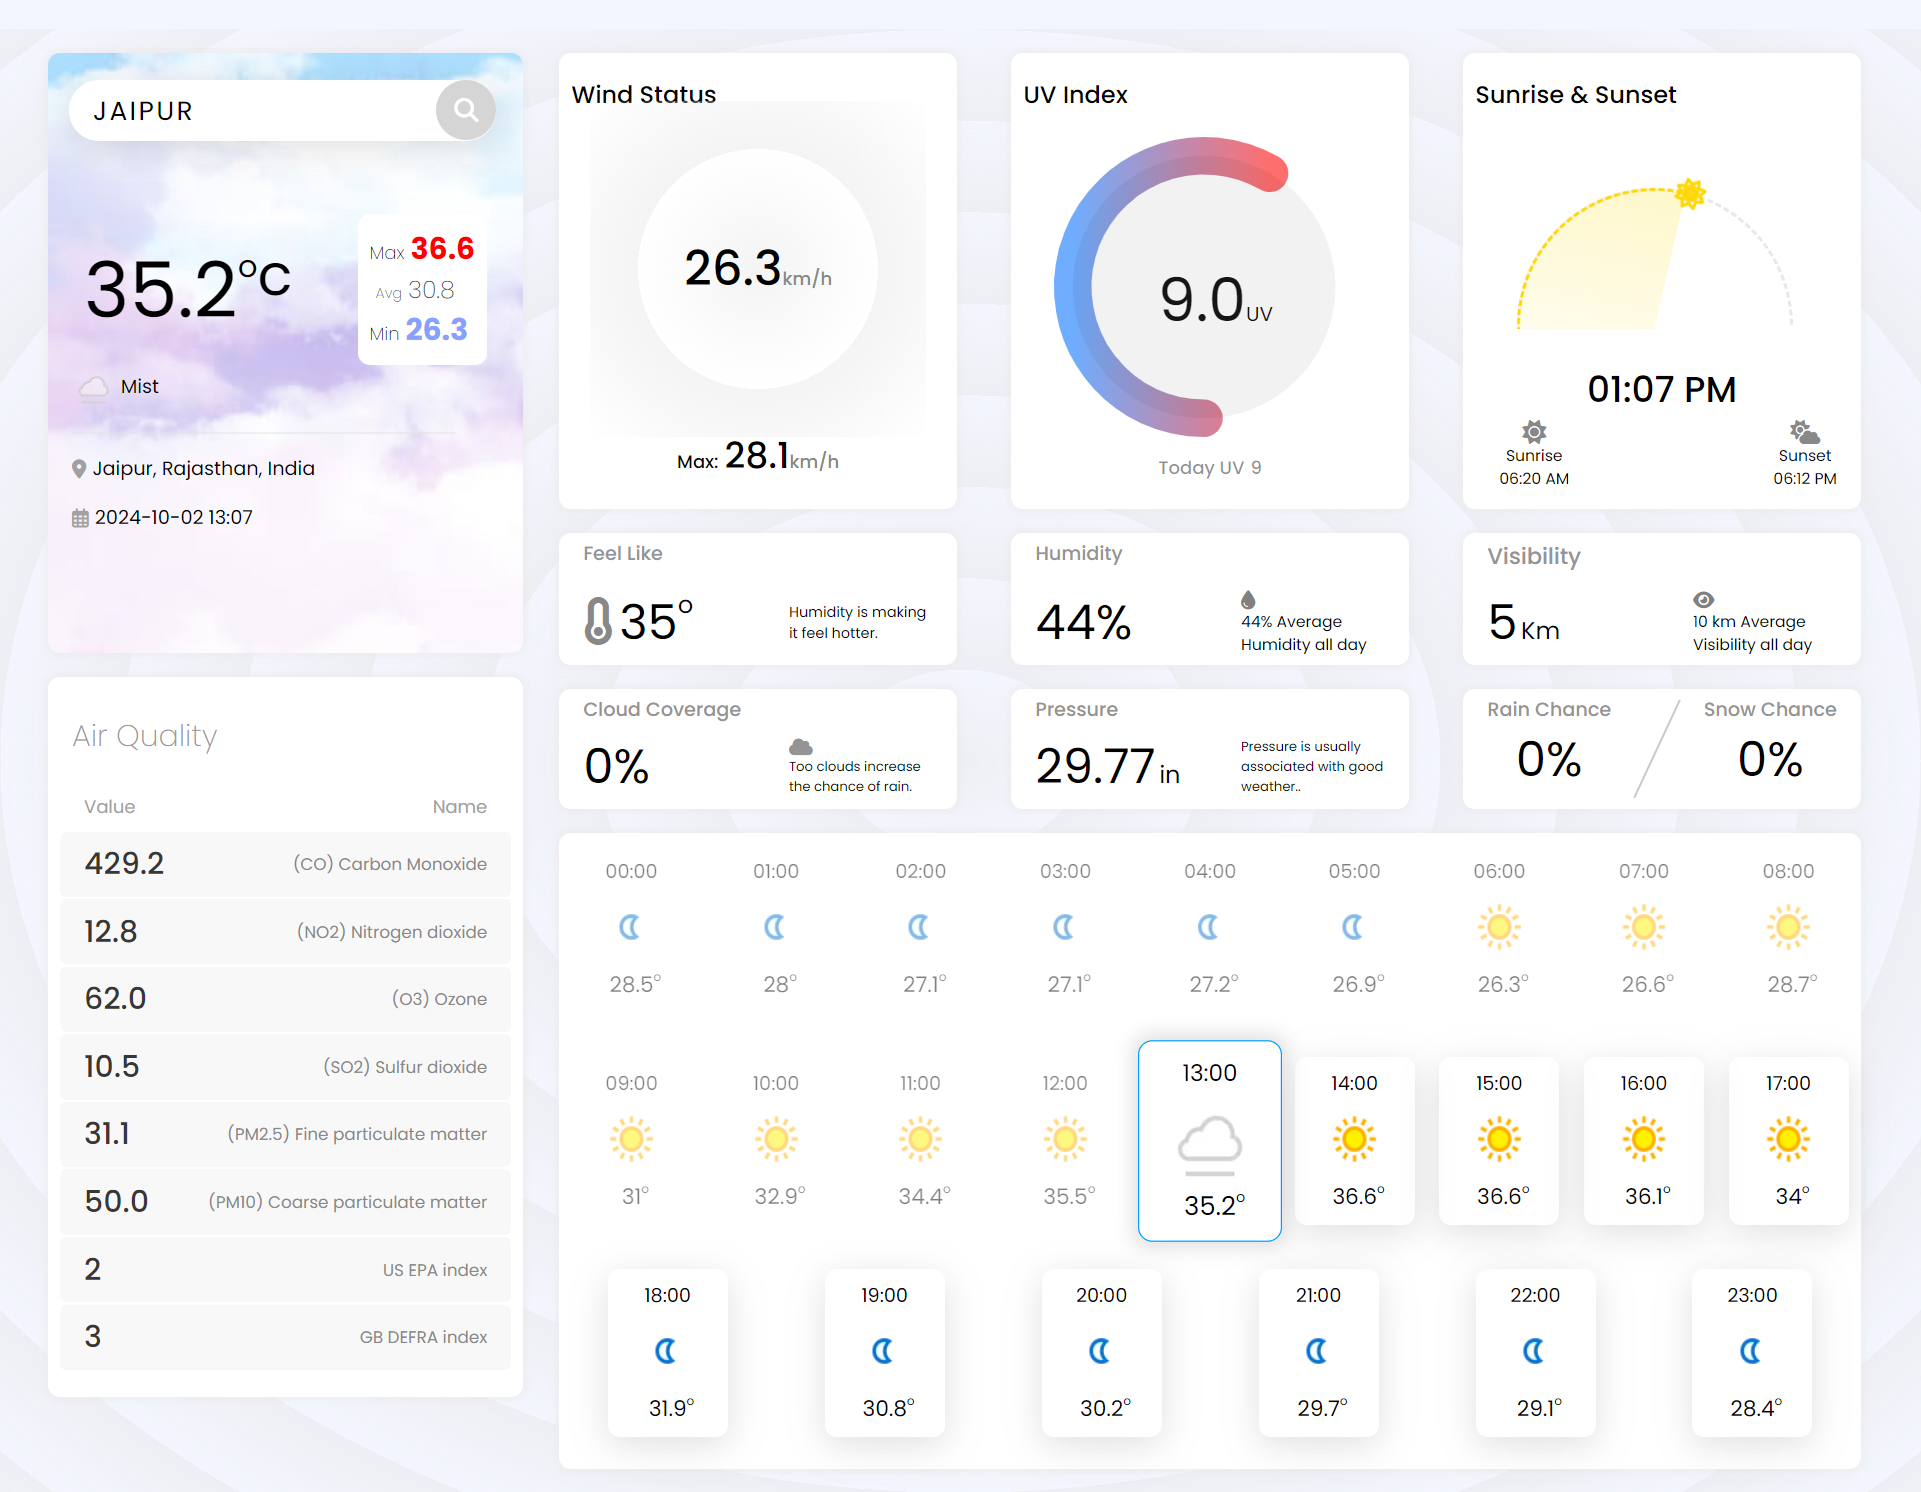 JAIPUR
35.2°C
Max 36.6
Avg 30.8
Min 26.3
Mist
Jaipur, Rajasthan, India
2024-10-02 13:07
Air Quality
Value Name
429.2 (CO) Carbon Monoxide
12.8 (NO2) Nitrogen dioxide
62.0 (O3) Ozone
10.5 (SO2) Sulfur dioxide
31.1 (PM2.5) Fine particulate matter
50.0 (PM10) Coarse particulate matter
2 US EPA index
3 GB DEFRA index
Wind Status
26.3km/h
Max: 28.1km/h
UV Index
9.0UV
Today UV 9
Sunrise & Sunset
01:07 PM
Sunrise
06:20 AM
Sunset
06:12 PM
Feel Like
35°
Humidity is making
it feel hotter.
Humidity
44%
44% Average
Humidity all day
Visibility
5 Km
10 km Average
Visibility all day
Cloud Coverage
0%
Too clouds increase
the chance of rain.
Pressure
29.77 in
Pressure is usually
associated with good
weather..
Rain Chance
0%
Snow Chance
0%
00:00 01:00 02:00 03:00 04:00 05:00 06:00 07:00 08:00
28.5° 28° 27.1° 27.1° 27.2° 26.9° 26.3° 26.6° 28.7°
09:00 10:00 11:00 12:00 13:00 14:00 15:00 16:00 17:00
31° 32.9° 34.4° 35.5° 35.2° 36.6° 36.6° 36.1° 34°
18:00 19:00 20:00 21:00 22:00 23:00
31.9° 30.8° 30.2° 29.7° 29.1° 28.4°